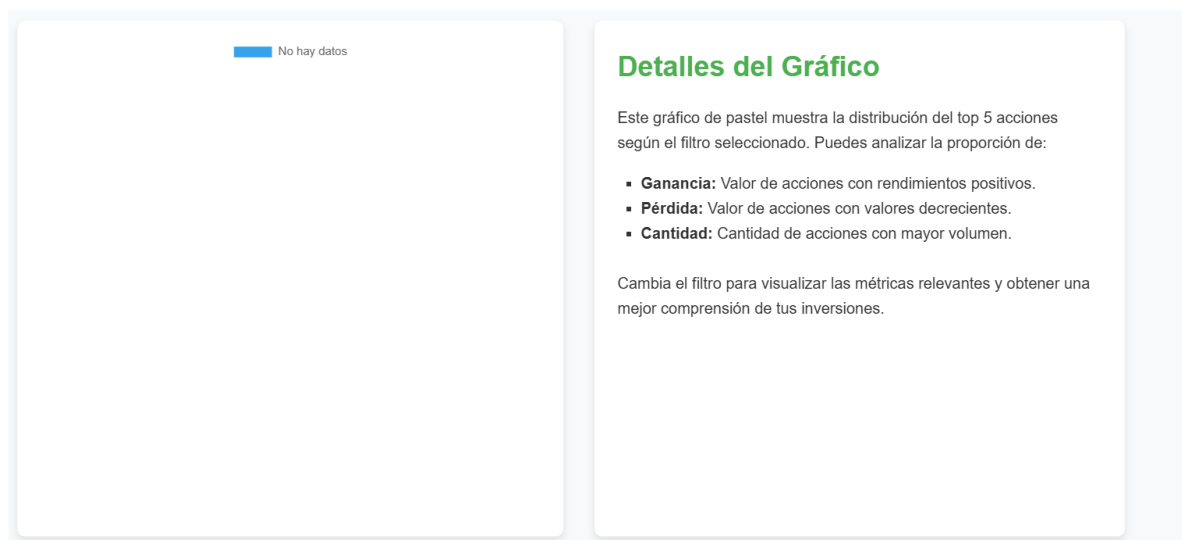 No hay datos
Detalles del Gráfico
Este gráfico de pastel muestra la distribución del top 5 acciones
según el filtro seleccionado. Puedes analizar la proporción de:
▪ Ganancia: Valor de acciones con rendimientos positivos.
▪ Pérdida: Valor de acciones con valores decrecientes.
▪ Cantidad: Cantidad de acciones con mayor volumen.
Cambia el filtro para visualizar las métricas relevantes y obtener una
mejor comprensión de tus inversiones.